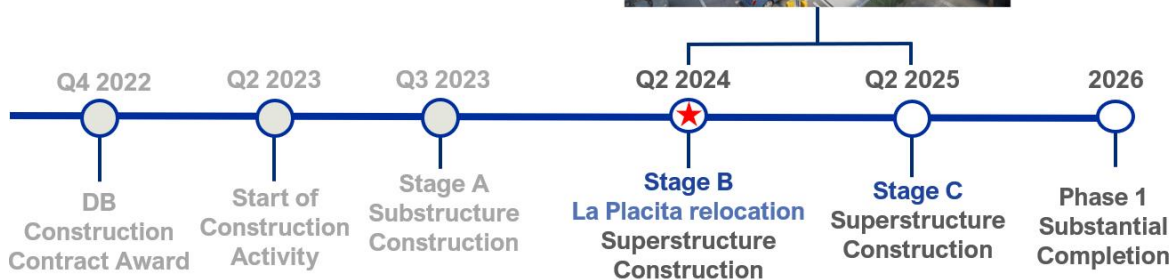 Q4 2022
Q2 2023
Q3 2023
Q2 2024
Q2 2025
2026
DB
Construction
Contract Award
Start of
Construction
Activity
Stage A
Substructure
Construction
Stage B
La Placita relocation
Superstructure
Construction
Stage C
Superstructure
Construction
Phase 1
Substantial
Completion